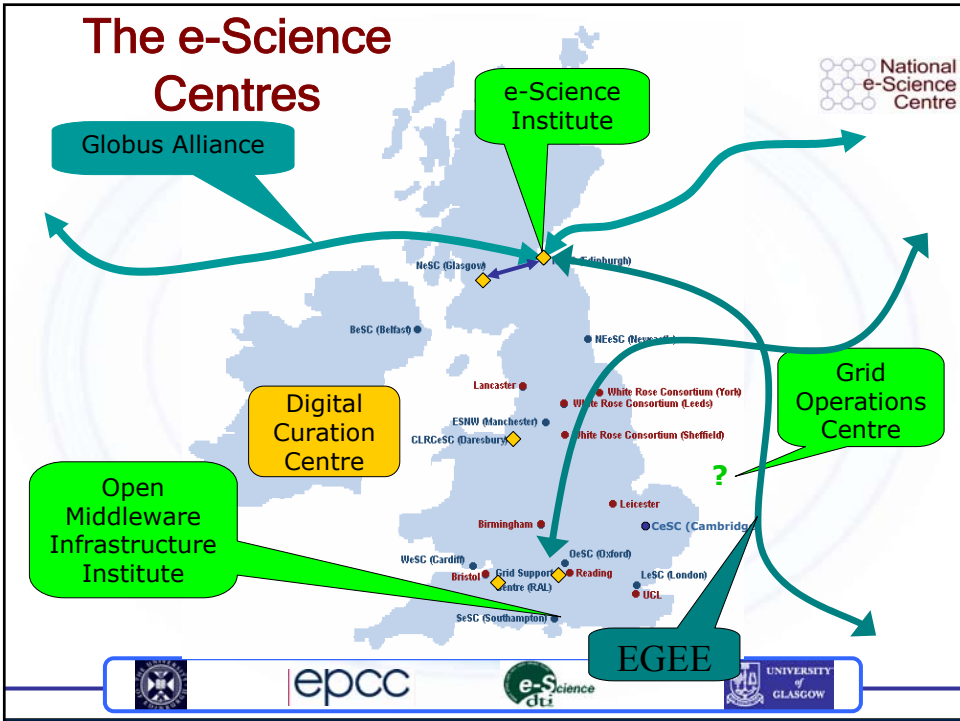 The e-Science
Centres
National
e-Science
Centre
e-Science
Institute
Globus Alliance
NeSC (Glasgow)
(Edinburgh)
BeSC (Belfast)
NEeSC (Newcastle)
Lancaster
White Rose Consortium (York)
White Rose Consortium (Leeds)
Grid
Operations
Centre
Digital
Curation
Centre
ESNW (Manchester)
CLRCeSC (Daresbury)
White Rose Consortium (Sheffield)
?
Open
Middleware
Infrastructure
Institute
Leicester
Birmingham
CeSC (Cambridge
OeSC (Oxford)
WeSC (Cardiff)
Bristol
Grid Support
Centre (RAL)
Reading
LeSC (London)
UCL
SeSC (Southampton)
EGEE
epcc
e-Science
dti
UNIVERSITY
of
GLASGOW